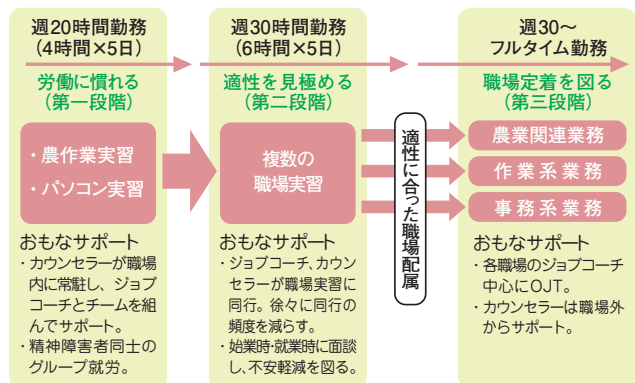 週20時間勤務
（4時間×5日）
労働に慣れる
（第一段階）
・農作業実習
・パソコン実習
おもなサポート
・カウンセラーが職場
内に常駐し、ジョブ
コーチとチームを組
んでサポート。
・精神障害者同士の
グループ就労。
週30時間勤務
（6時間×5日）
適性を見極める
（第二段階）
複数の
職場実習
おもなサポート
・ジョブコーチ、カウン
セラーが職場実習に
同行。徐々に同行の
頻度を減らす。
・始業時・就業時に面談
し、不安軽減を図る。
適性に合った職場配属
週30～
フルタイム勤務
職場定着を図る
（第三段階）
農業関連業務
作業系業務
事務系業務
おもなサポート
・各職場のジョブコーチ
中心にOJT。
・カウンセラーは職場外
からサポート。